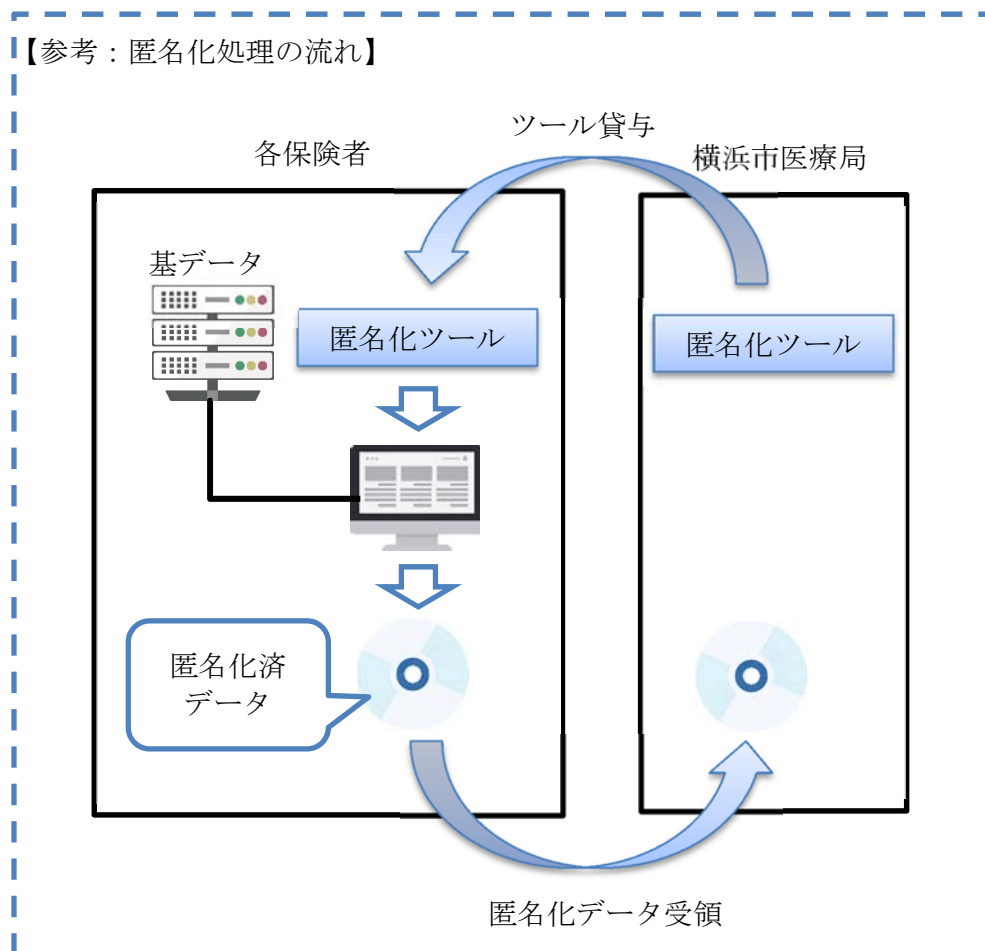 【参考：匿名化処理の流れ】
ツール貸与
各保険者
横浜市医療局
基データ
匿名化ツール
匿名化ツール
匿名化済
データ
匿名化データ受領